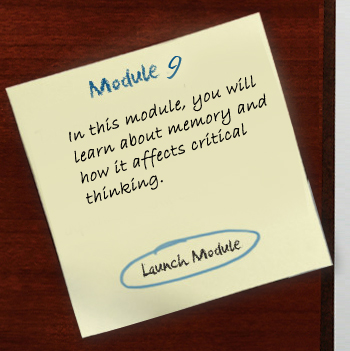 Module 9
In this module, you will
learn about memory and
how it affects critical
thinking.
Launch Module